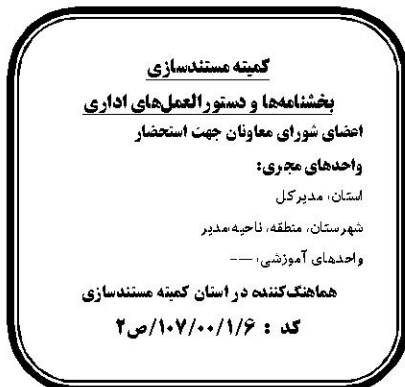 کمیته مستندسازی
بخشنامه‌ها و دستورالعمل‌های اداری
اعضای شورای معاونان جهت استحضار
واحدهای مجری:
استان، مدیرکل
شهرستان، منطقه، ناحیه،مدیر
واحدهای آموزشی، ---
هماهنگ‌کننده در استان کمیته مستندسازی
کد : ۱۰۷/۰۰/۱/۶/ص۲